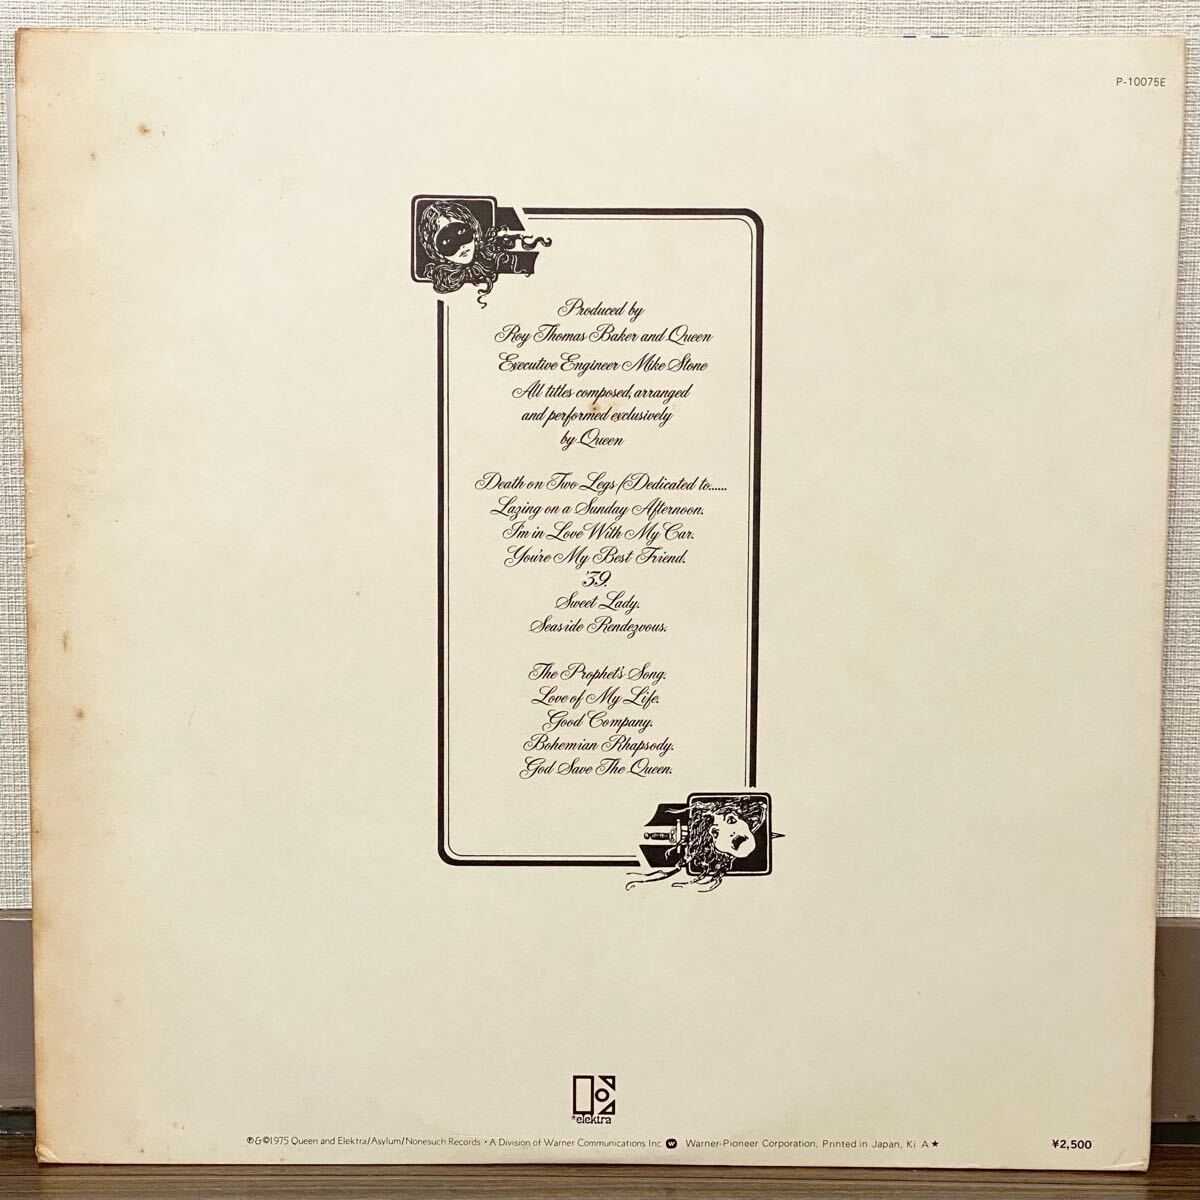 P-10075E
Produced by
Roy Thomas Baker and Queen
Executive Engineer Mike Stone
All titles composed, arranged
and performed exclusively
by Queen
Death on Two Legs (Dedicated to......
Lazing on a Sunday Afternoon.
I'm in Love With My Car.
You're My Best Friend.
'39.
Sweet Lady.
Seaside Rendezvous.
The Prophet's Song.
Love of My Life.
Good Company.
Bohemian Rhapsody.
God Save The Queen.
elektra
℗&©1975 Queen and Elektra/Asylum/Nonesuch Records • A Division of Warner Communications Inc. Warner-Pioneer Corporation, Printed in Japan, Ki A★ ¥2,500